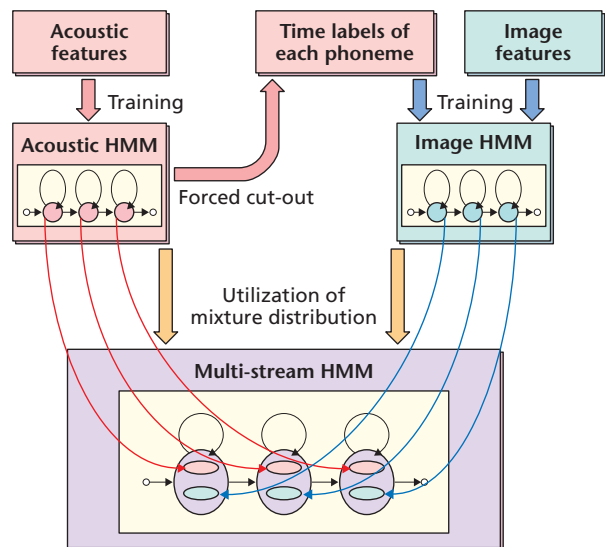 Acoustic
features
Time labels of
each phoneme
Image
features
Training
Training
Acoustic HMM
Image HMM
Forced cut-out
Utilization of
mixture distribution
Multi-stream HMM